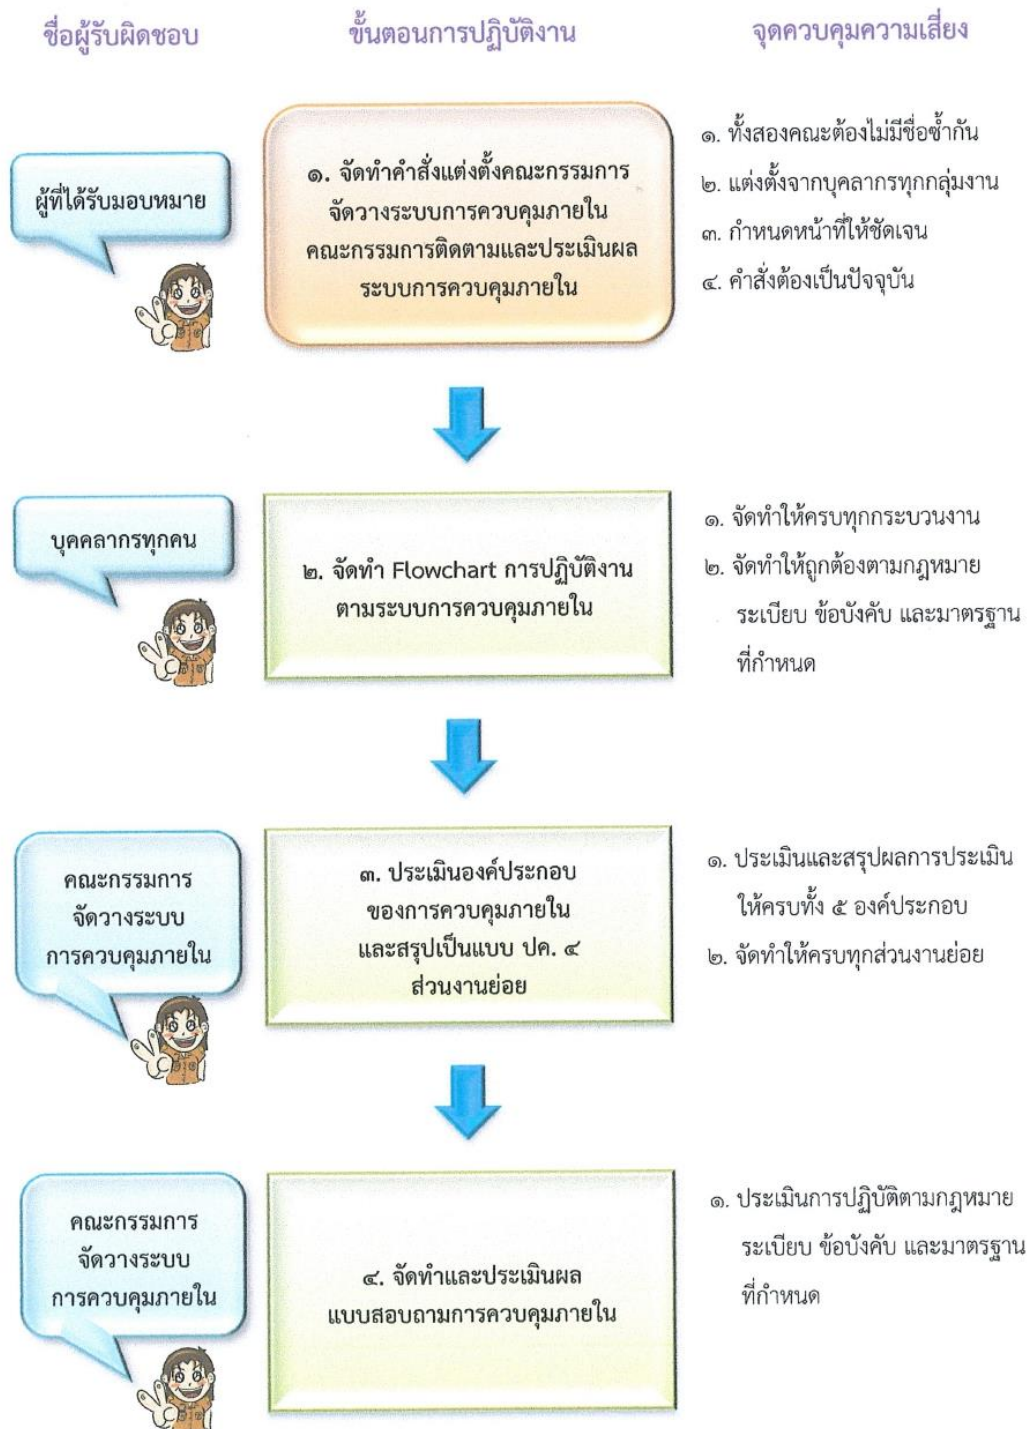 ชื่อผู้รับผิดชอบ
ขั้นตอนการปฏิบัติงาน
จุดควบคุมความเสี่ยง
ผู้ที่ได้รับมอบหมาย
๑. จัดทำคำสั่งแต่งตั้งคณะกรรมการ
จัดวางระบบการควบคุมภายใน
คณะกรรมการติดตามและประเมินผล
ระบบการควบคุมภายใน
๑. ทั้งสองคณะต้องไม่มีชื่อซ้ำกัน
๒. แต่งตั้งจากบุคลากรทุกกลุ่มงาน
๓. กำหนดหน้าที่ให้ชัดเจน
๔. คำสั่งต้องเป็นปัจจุบัน
บุคคลากรทุกคน
๒. จัดทำ Flowchart การปฏิบัติงาน
ตามระบบการควบคุมภายใน
๑. จัดทำให้ครบทุกกระบวนงาน
๒. จัดทำให้ถูกต้องตามกฎหมาย
ระเบียบ ข้อบังคับ และมาตรฐาน
ที่กำหนด
คณะกรรมการ
จัดวางระบบ
การควบคุมภายใน
๓. ประเมินองค์ประกอบ
ของการควบคุมภายใน
และสรุปเป็นแบบ ปค. ๔
ส่วนงานย่อย
๑. ประเมินและสรุปผลการประเมิน
ให้ครบทั้ง ๕ องค์ประกอบ
๒. จัดทำให้ครบทุกส่วนงานย่อย
คณะกรรมการ
จัดวางระบบ
การควบคุมภายใน
๔. จัดทำและประเมินผล
แบบสอบถามการควบคุมภายใน
๑. ประเมินการปฏิบัติตามกฎหมาย
ระเบียบ ข้อบังคับ และมาตรฐาน
ที่กำหนด